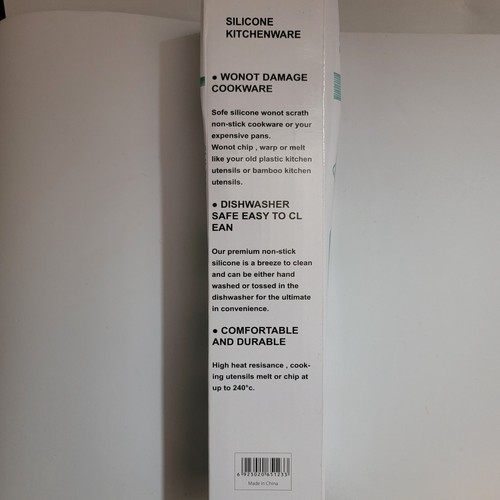 SILICONE
KITCHENWARE
● WONOT DAMAGE
COOKWARE
Sofe silicone wonot scrath
non-stick cookware or your
expensive pans.
Wonot chip , warp or melt
like your old plastic kitchen
utensils or bamboo kitchen
utensils.
● DISHWASHER
SAFE EASY TO CL
EAN
Our premium non-stick
silicone is a breeze to clean
and can be either hand
washed or tossed in the
dishwasher for the ultimate
in convenience.
● COMFORTABLE
AND DURABLE
High heat resisance , cook-
ing utensils melt or chip at
up to 240°c.
6 923020 651233
Made in China